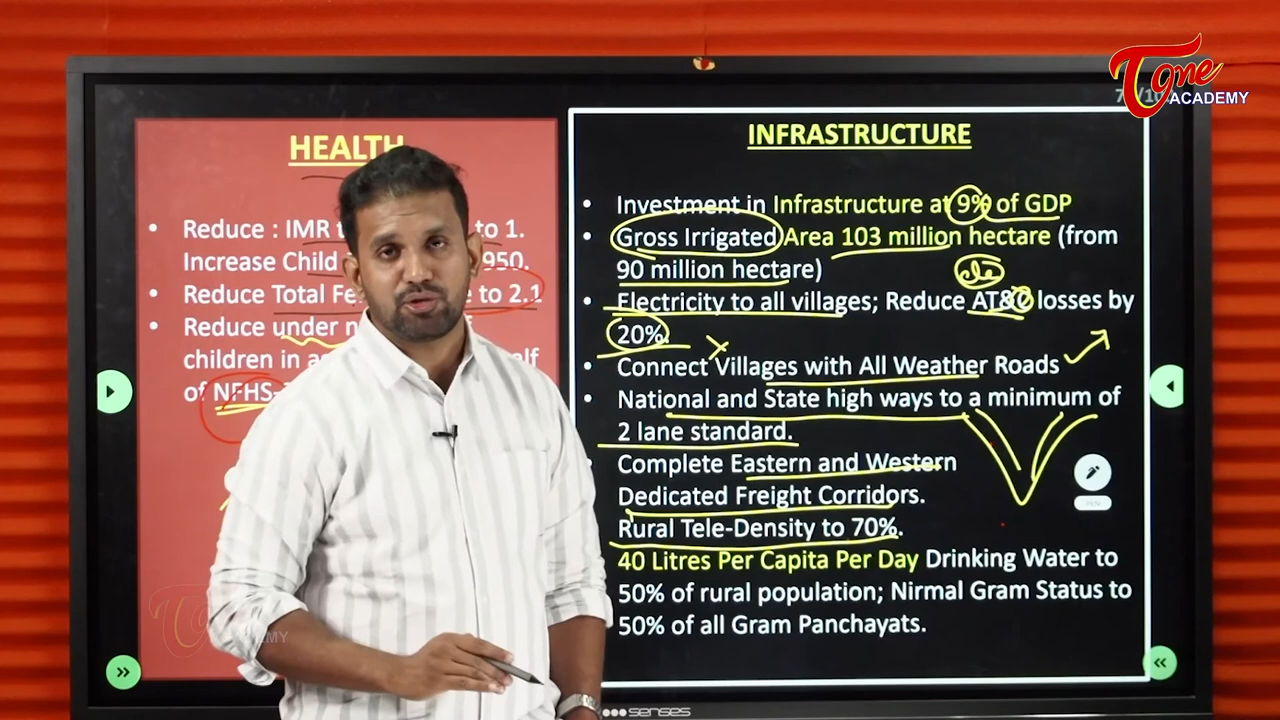 Tone
ACADEMY
HEALTH
Reduce : IMR to 1.
Increase Child 950.
Reduce Total to 2.1
Reduce under
children in
of NFHS-
INFRASTRUCTURE
Investment in Infrastructure at 9% of GDP
Gross Irrigated Area 103 million hectare (from
90 million hectare)
Electricity to all villages; Reduce AT&C losses by
20%.
Connect Villages with All Weather Roads
National and State high ways to a minimum of
2 lane standard.
Complete Eastern and Western
Dedicated Freight Corridors.
Rural Tele-Density to 70%.
40 Litres Per Capita Per Day Drinking Water to
50% of rural population; Nirmal Gram Status to
50% of all Gram Panchayats.
senses